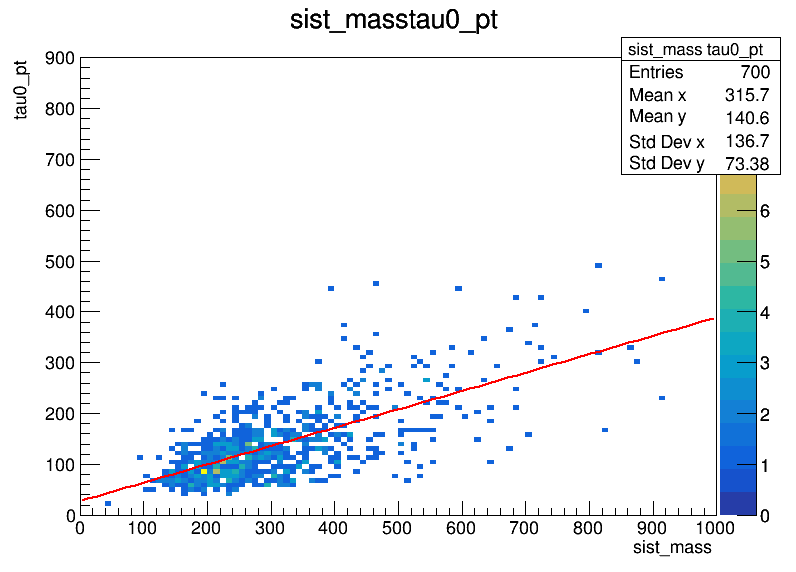 sist_masstau0_pt
sist_mass tau0_pt
Entries 700
Mean x 315.7
Mean y 140.6
Std Dev x 136.7
Std Dev y 73.38
tau0_pt
900
800
700
600
500
400
300
200
100
0
6
5
4
3
2
1
0
0 100 200 300 400 500 600 700 800 900 1000
sist_mass